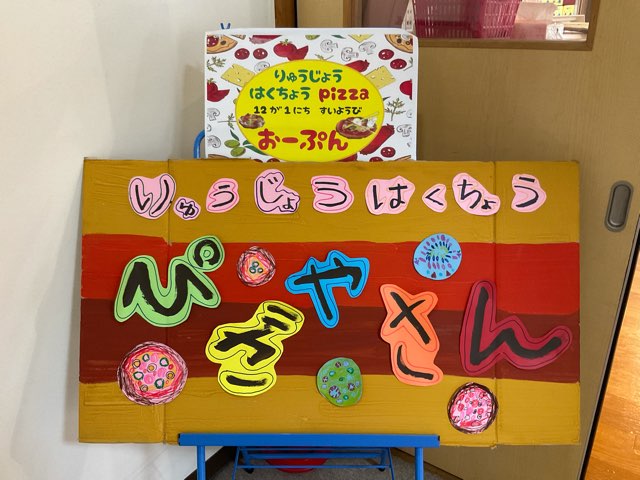 りゅうじょう
はくちょう pizza
12が1にち すいようび
おーぷん
りゅうじょうはくちょう
ぴざやさん